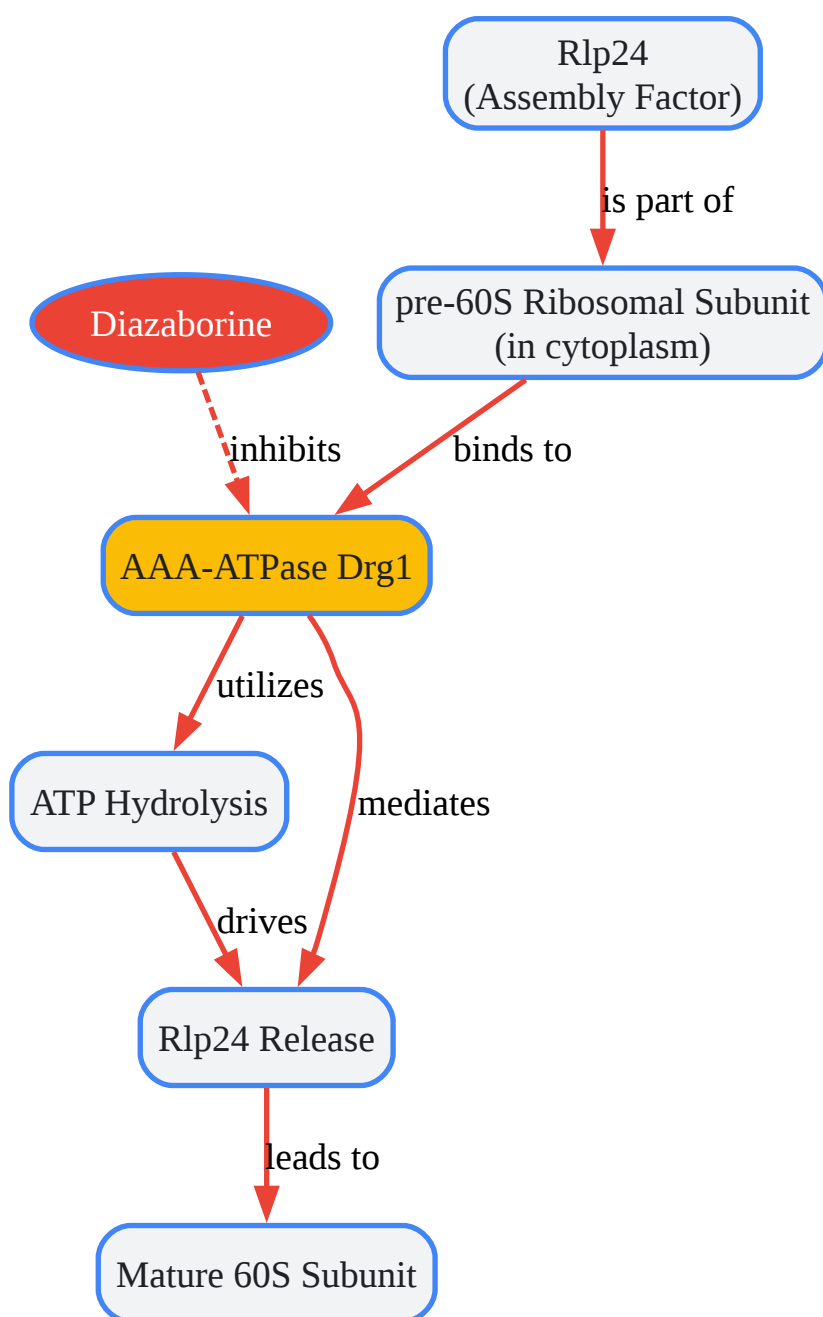 Rlp24
(Assembly Factor)
is part of
Diazaborine
pre-60S Ribosomal Subunit
(in cytoplasm)
inhibits
binds to
AAA-ATPase Drg1
utilizes
ATP Hydrolysis
mediates
drives
Rlp24 Release
leads to
Mature 60S Subunit